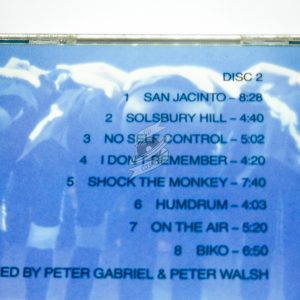 DISC 2
1 SAN JACINTO – 8:28
2 SOLSBURY HILL – 4:40
3 NO SELF CONTROL – 5:02
4 I DON'T REMEMBER – 4:20
5 SHOCK THE MONKEY – 7:40
6 HUMDRUM – 4:03
7 ON THE AIR – 5:20
8 BIKO – 6:50
ED BY PETER GABRIEL & PETER WALSH